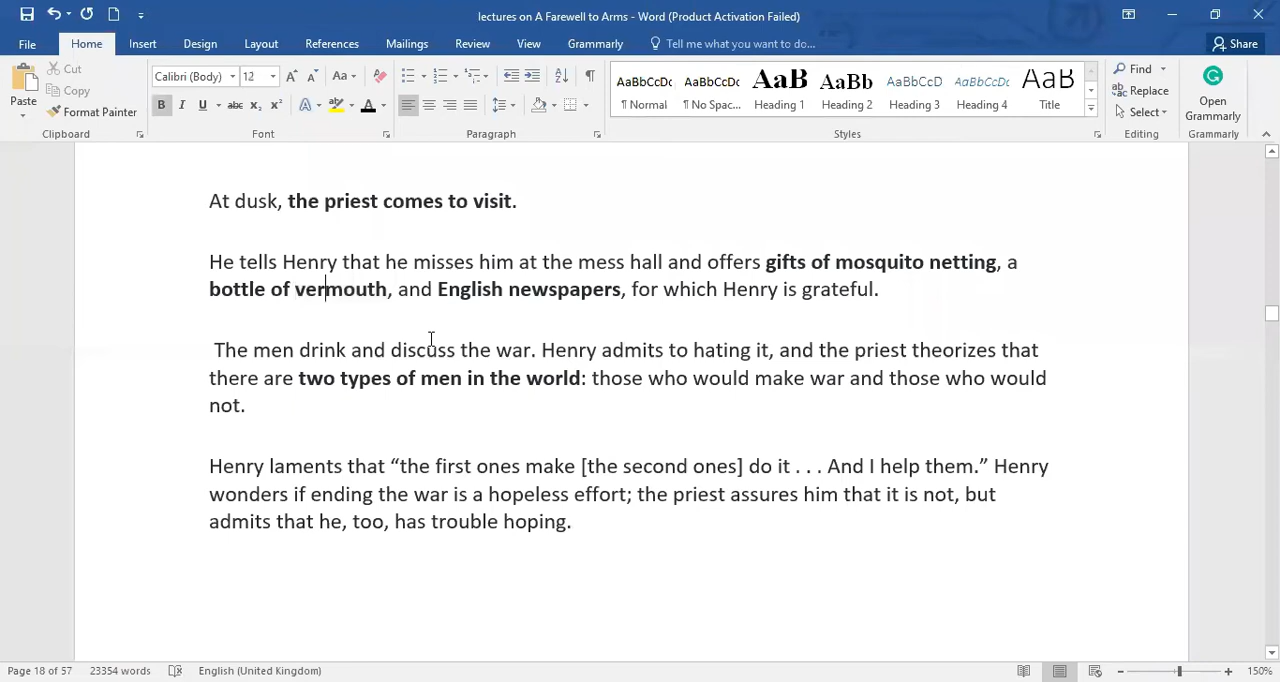 lectures on A Farewell to Arms - Word (Product Activation Failed)
File Home Insert Design Layout References Mailings Review View Grammarly Tell me what you want to do... Share
Paste Cut Copy Format Painter
Calibri (Body) 12 Aa
B I U abc x₂ x² A A
AaBbCcDc AaBbCcDc AaB AaBb AaBbCcD AaBbCcD AaB
¶ Normal ¶ No Spac... Heading 1 Heading 2 Heading 3 Heading 4 Title
Find Replace Select
Open Grammarly
Clipboard Font Paragraph Styles Editing Grammarly
At dusk, the priest comes to visit.
He tells Henry that he misses him at the mess hall and offers gifts of mosquito netting, a
bottle of vermouth, and English newspapers, for which Henry is grateful.
The men drink and discuss the war. Henry admits to hating it, and the priest theorizes that
there are two types of men in the world: those who would make war and those who would
not.
Henry laments that “the first ones make [the second ones] do it . . . And I help them.” Henry
wonders if ending the war is a hopeless effort; the priest assures him that it is not, but
admits that he, too, has trouble hoping.
Page 18 of 57 23354 words English (United Kingdom) 150%